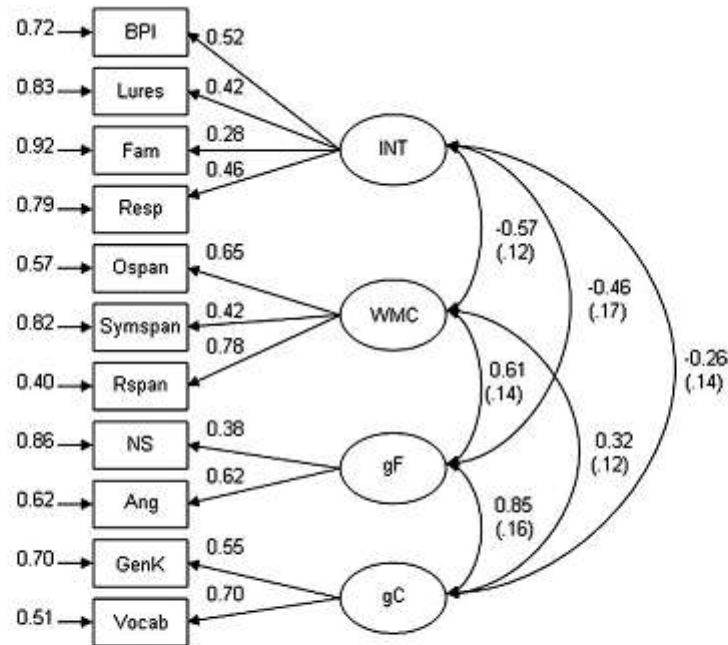 0.72
BPI
0.52
0.83
Lures
0.42
0.92
Fam
0.28
INT
0.79
Resp
0.46
0.57
Ospan
0.65
-0.57
(.12)
0.82
Symspan
0.42
WMC
-0.46
(.17)
0.40
Rspan
0.78
0.61
(.14)
-0.26
(.14)
0.86
NS
0.38
gF
0.32
(.12)
0.62
Ang
0.62
0.85
(.16)
0.70
GenK
0.55
gC
0.51
Vocab
0.70